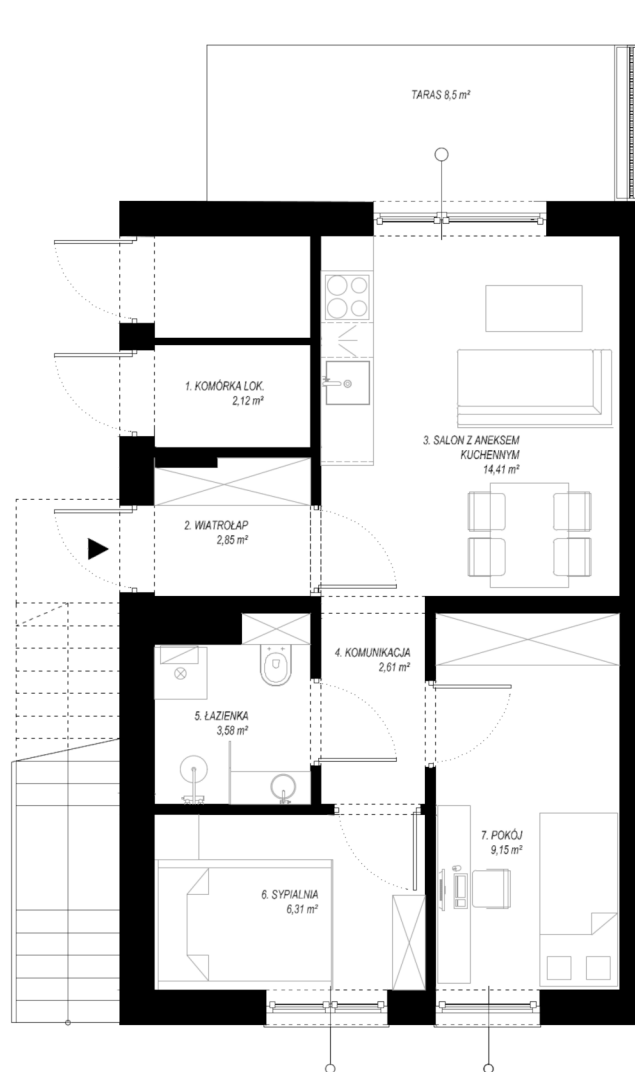 TARAS 8,5 m²
1. KOMÓRKA LOK.
2,12 m²
3. SALON Z ANEKSEM
KUCHENNYM
14,41 m²
2. WIATROŁAP
2,85 m²
4. KOMUNIKACJA
2,61 m²
5. ŁAZIENKA
3,58 m²
7. POKÓJ
9,15 m²
6. SYPIALNIA
6,31 m²